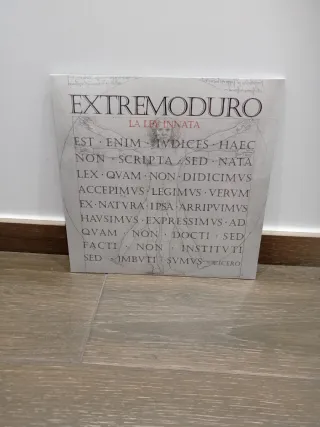 EXTREMODURO
LA LEY INNATA
EST · ENIM · IVDICES · HAEC
NON · SCRIPTA · SED · NATA
LEX · QVAM · NON · DIDICIMVS
ACCEPIMVS · LEGIMVS · VERVM
EX · NATVRA · IPSA · ARRIPVIMVS
HAVSIMVS · EXPRESSIMVS · AD
QVAM · NON · DOCTI · SED
FACTI · NON · INSTITVTI
SED · IMBVTI · SVMVS · CICERO